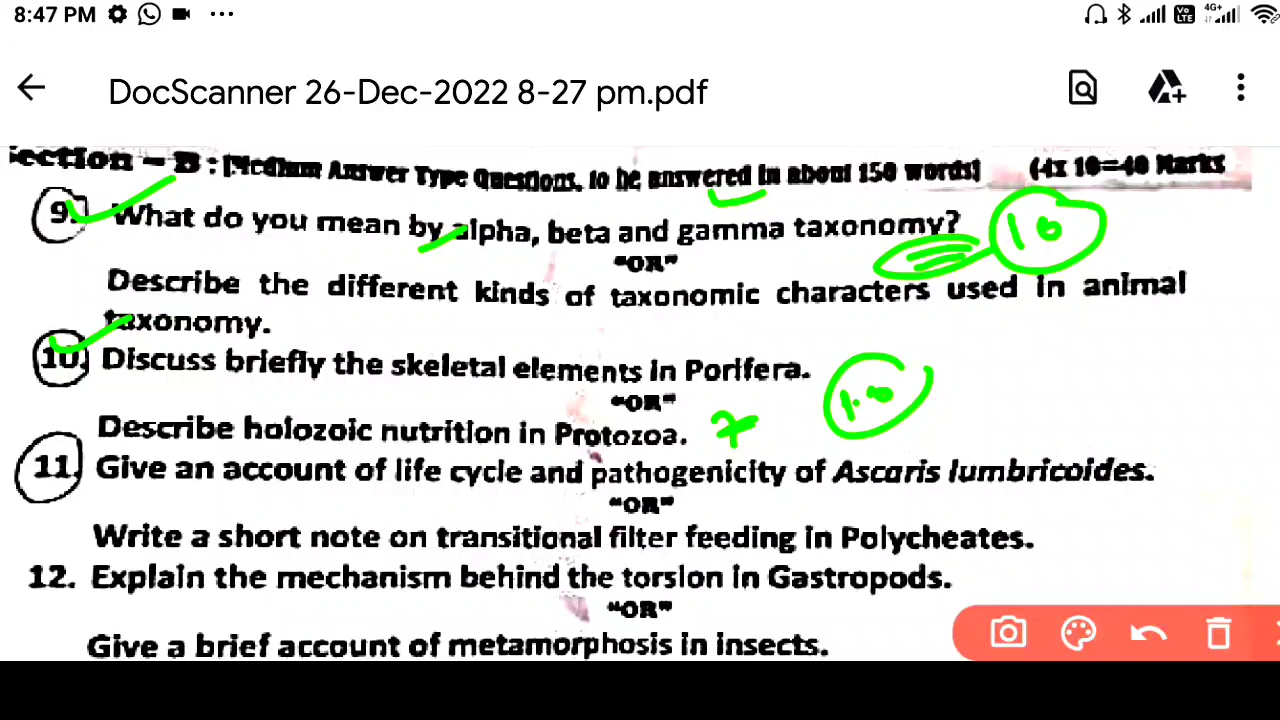 8:47 PM ...
4G+
Vo LTE
DocScanner 26-Dec-2022 8-27 pm.pdf
Section - B : [Medium Answer Type Questions, to be answered in about 150 words] (4x 10=40 Marks
9. What do you mean by alpha, beta and gamma taxonomy? 10
"OR"
Describe the different kinds of taxonomic characters used in animal
taxonomy.
10. Discuss briefly the skeletal elements in Porifera.
"OR"
Describe holozoic nutrition in Protozoa.
11. Give an account of life cycle and pathogenicity of Ascaris lumbricoides.
"OR"
Write a short note on transitional filter feeding in Polycheates.
12. Explain the mechanism behind the torsion in Gastropods.
"OR"
Give a brief account of metamorphosis in insects.